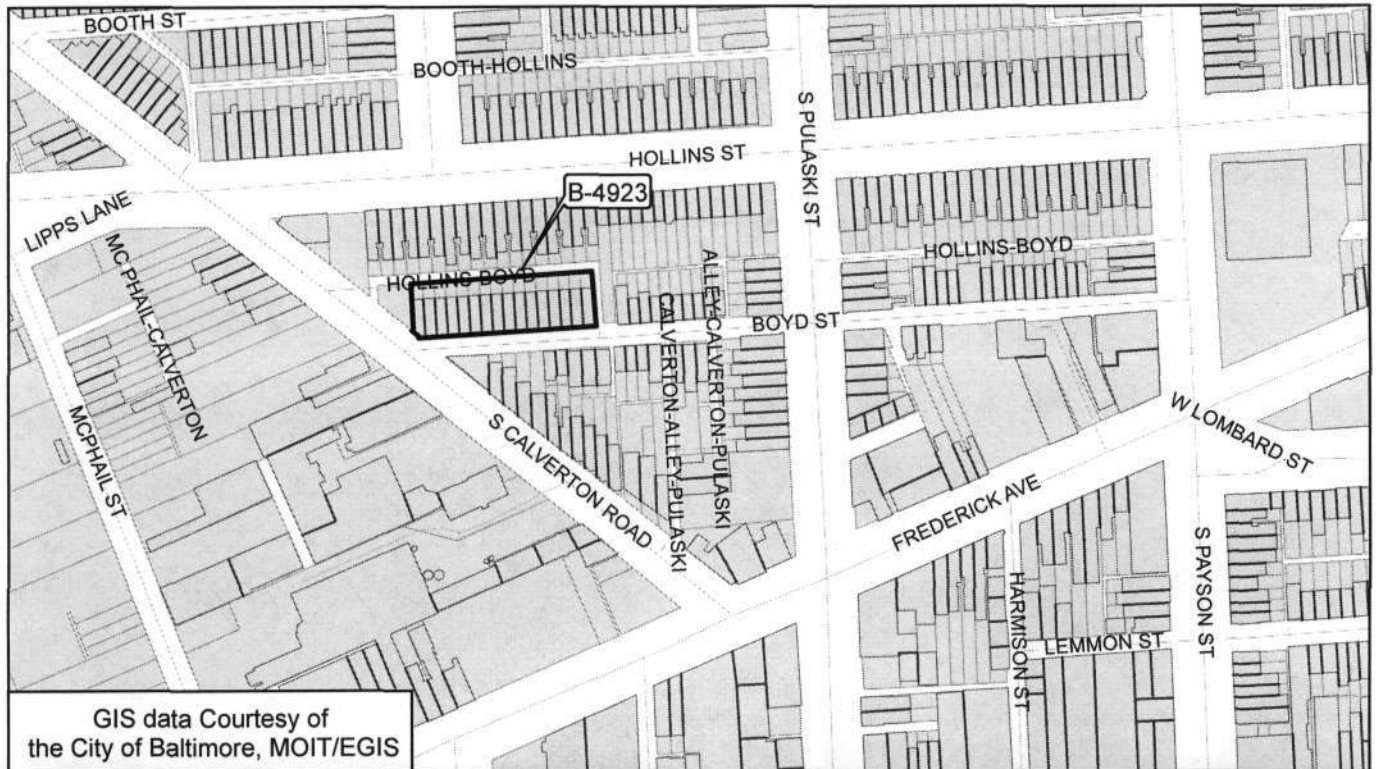 BOOTH ST
BOOTH-HOLLINS
S PULASKI ST
HOLLINS ST
B-4923
LIPPS LANE
MC PHAIL-CALVERTON
HOLLINS-BOYD
HOLLINS-BOYD
ALLEY-CALVERTON-PULASKI
CALVERTON-ALLEY-PULASKI
BOYD ST
MCPHAIL ST
S CALVERTON ROAD
W LOMBARD ST
FREDERICK AVE
S PAYSON ST
HARMISON ST
LEMMON ST
GIS data Courtesy of
the City of Baltimore, MOIT/EGIS